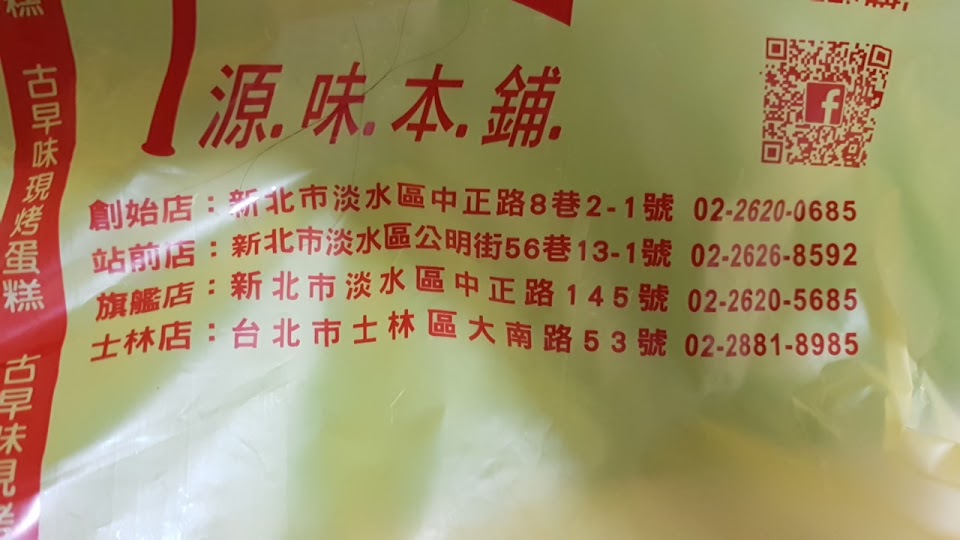 源.味.本.鋪.
創始店：新北市淡水區中正路8巷2-1號 02-2620-0685
站前店：新北市淡水區公明街56巷13-1號 02-2626-8592
旗艦店：新北市淡水區中正路145號 02-2620-5685
士林店：台北市士林區大南路53號 02-2881-8985
糕
古早味現烤蛋糕
古早味現烤